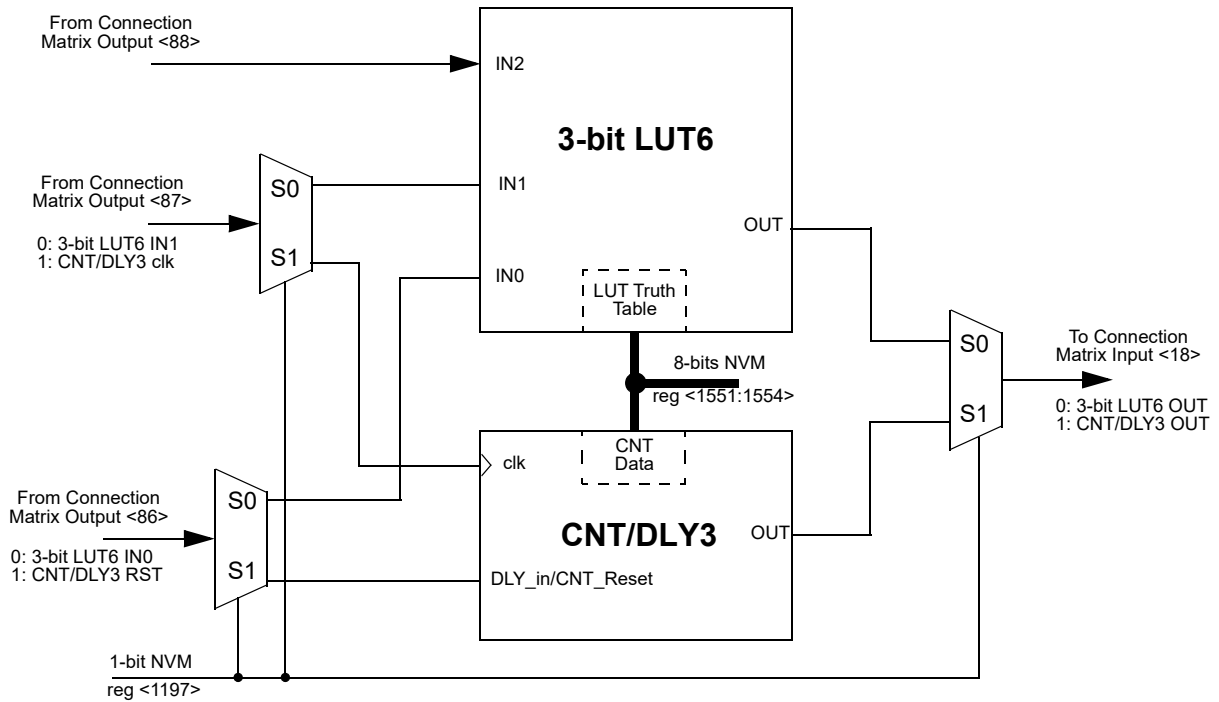 From Connection
Matrix Output <88>
IN2
3-bit LUT6
From Connection
Matrix Output <87>
S0
IN1
0: 3-bit LUT6 IN1
1: CNT/DLY3 clk
S1
OUT
IN0
LUT Truth
Table
8-bits NVM
reg <1551:1554>
S0
To Connection
Matrix Input <18>
S1
0: 3-bit LUT6 OUT
1: CNT/DLY3 OUT
CNT
Data
clk
From Connection
Matrix Output <86>
S0
CNT/DLY3
OUT
0: 3-bit LUT6 IN0
1: CNT/DLY3 RST
S1
DLY_in/CNT_Reset
1-bit NVM
reg <1197>